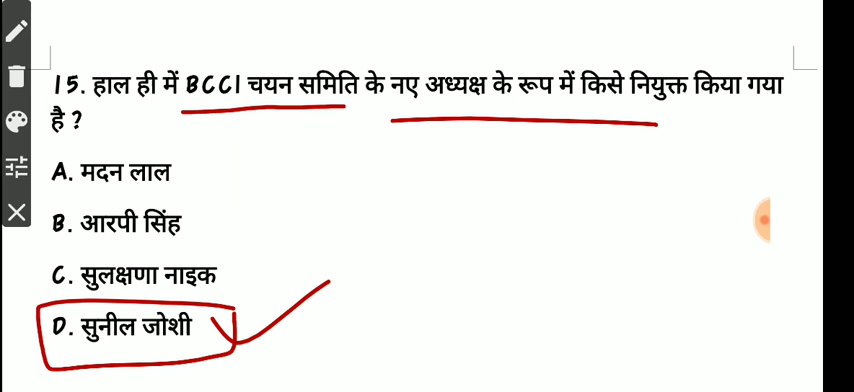 15. हाल ही में BCCI चयन समिति के नए अध्यक्ष के रूप में किसे नियुक्त किया गया
है ?
A. मदन लाल
B. आरपी सिंह
C. सुलक्षणा नाइक
D. सुनील जोशी